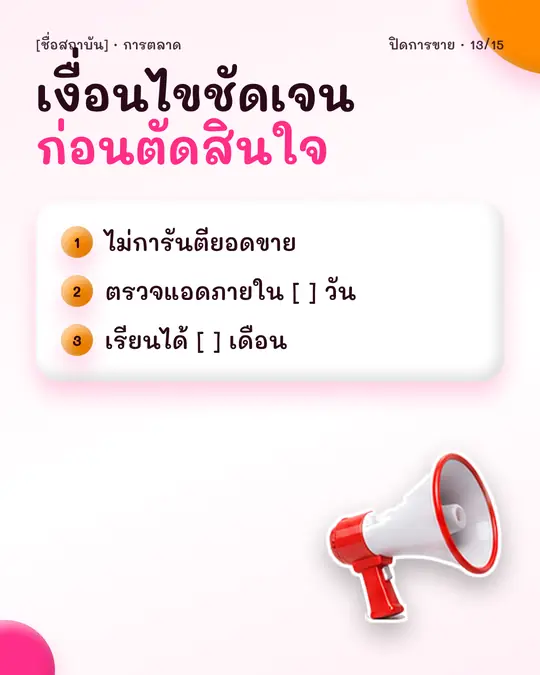 [ชื่อสถาบัน] · การตลาด
ปิดการขาย · 13/15
เงื่อนไขชัดเจน
ก่อนตัดสินใจ
1 ไม่การันตียอดขาย
2 ตรวจแอดภายใน [ ] วัน
3 เรียนได้ [ ] เดือน